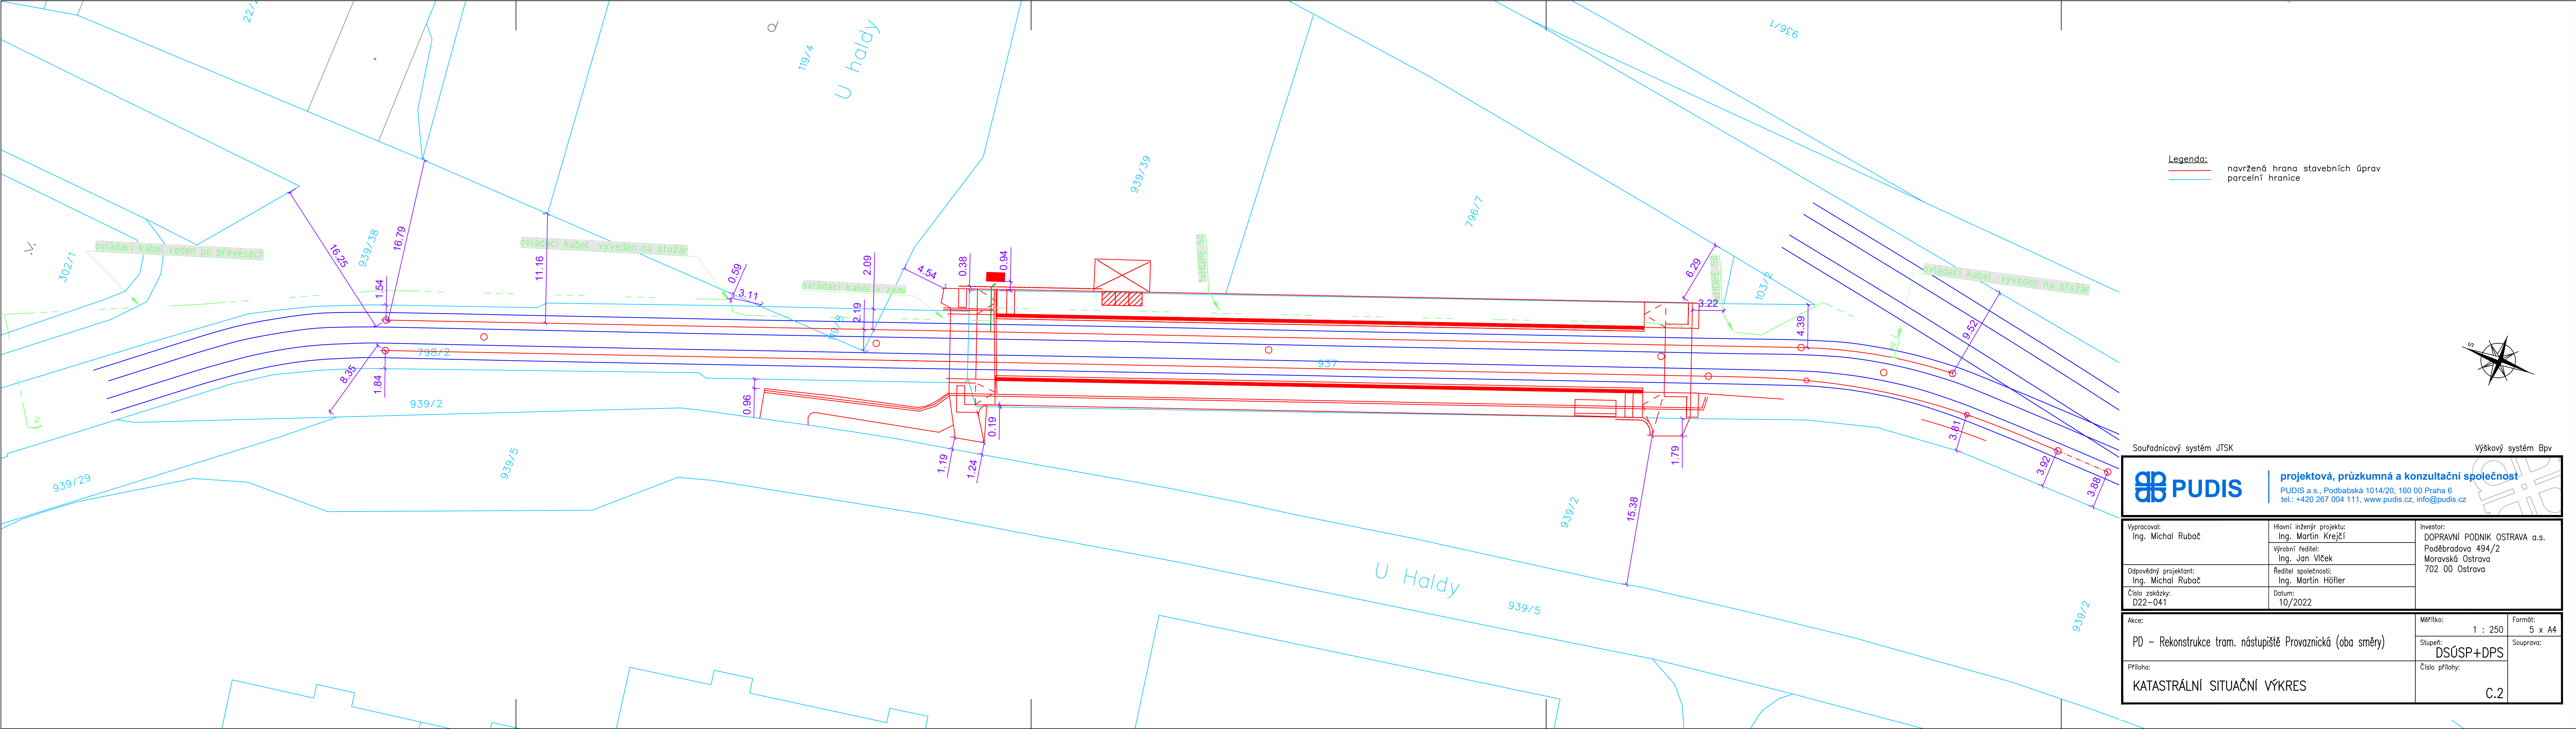 119/4
U haldy
936/1
939/39
796/7
302/1
939/38
103/2
ovládací kabel veden po převěsech
ovládací kabel vyveden na stožár
ovládací kabel v zemi
1xHDPE 50
ovládací kabel vyveden na stožár
16.25
16.79
1.54
11.16
0.59
3.11
2.09
2.19
4.54
0.38
0.94
6.29
3.22
4.39
9.52
798/2
937
8.35
1.84
939/2
0.96
0.19
1.19
1.24
1.79
15.38
3.81
3.92
3.88
939/29
939/5
939/2
U Haldy
939/5
939/2
Legenda:
navržená hrana stavebních úprav
parcelní hranice
S
Souřadnicový systém JTSK
Výškový systém Bpv
PUDIS
projektová, průzkumná a konzultační společnost
PUDIS a.s., Podbabská 1014/20, 160 00 Praha 6
tel.: +420 267 004 111, www.pudis.cz, info@pudis.cz
Vypracoval:
Ing. Michal Rubač
Hlavní inženýr projektu:
Ing. Martin Krejčí
Výrobní ředitel:
Ing. Jan Vlček
Odpovědný projektant:
Ing. Michal Rubač
Ředitel společnosti:
Ing. Martin Höfler
Číslo zakázky:
D22-041
Datum:
10/2022
Investor:
DOPRAVNÍ PODNIK OSTRAVA a.s.
Poděbradova 494/2
Moravská Ostrava
702 00 Ostrava
Akce:
PD - Rekonstrukce tram. nástupiště Provaznická (oba směry)
Měřítko:
1 : 250
Formát:
5 x A4
Stupeň:
DSÚSP+DPS
Souprava:
Příloha:
KATASTRÁLNÍ SITUAČNÍ VÝKRES
Číslo přílohy:
C.2